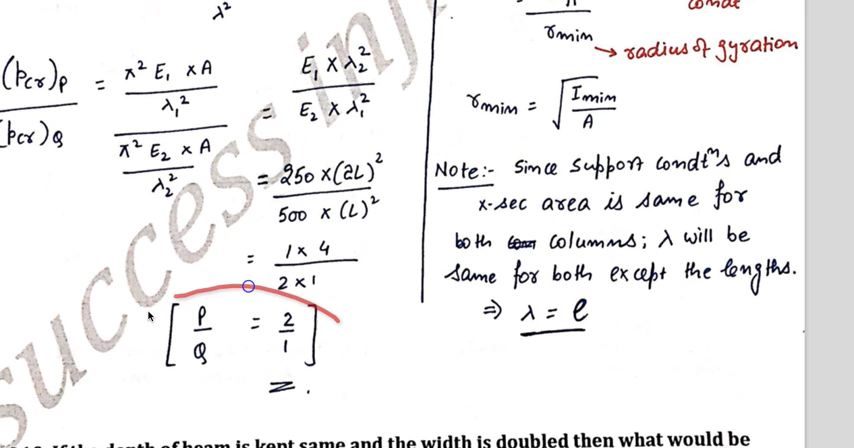 λ²
(Pcr)P / (Pcr)Q = (π² E₁ × A / λ₁²) / (π² E₂ × A / λ₂²) = E₁ × λ₂² / E₂ × λ₁²
= 250 × (2L)² / 500 × (L)²
= 1 × 4 / 2 × 1
[ P / Q = 2 / 1 ]
rmin → radius of gyration
rmin = √(Imin / A)
Note:- Since support condtⁿs and
x-sec area is same for
both columns; λ will be
same for both except the lengths.
⇒ λ = l
success inj
depth of beam is kept same and the width is doubled then what would be